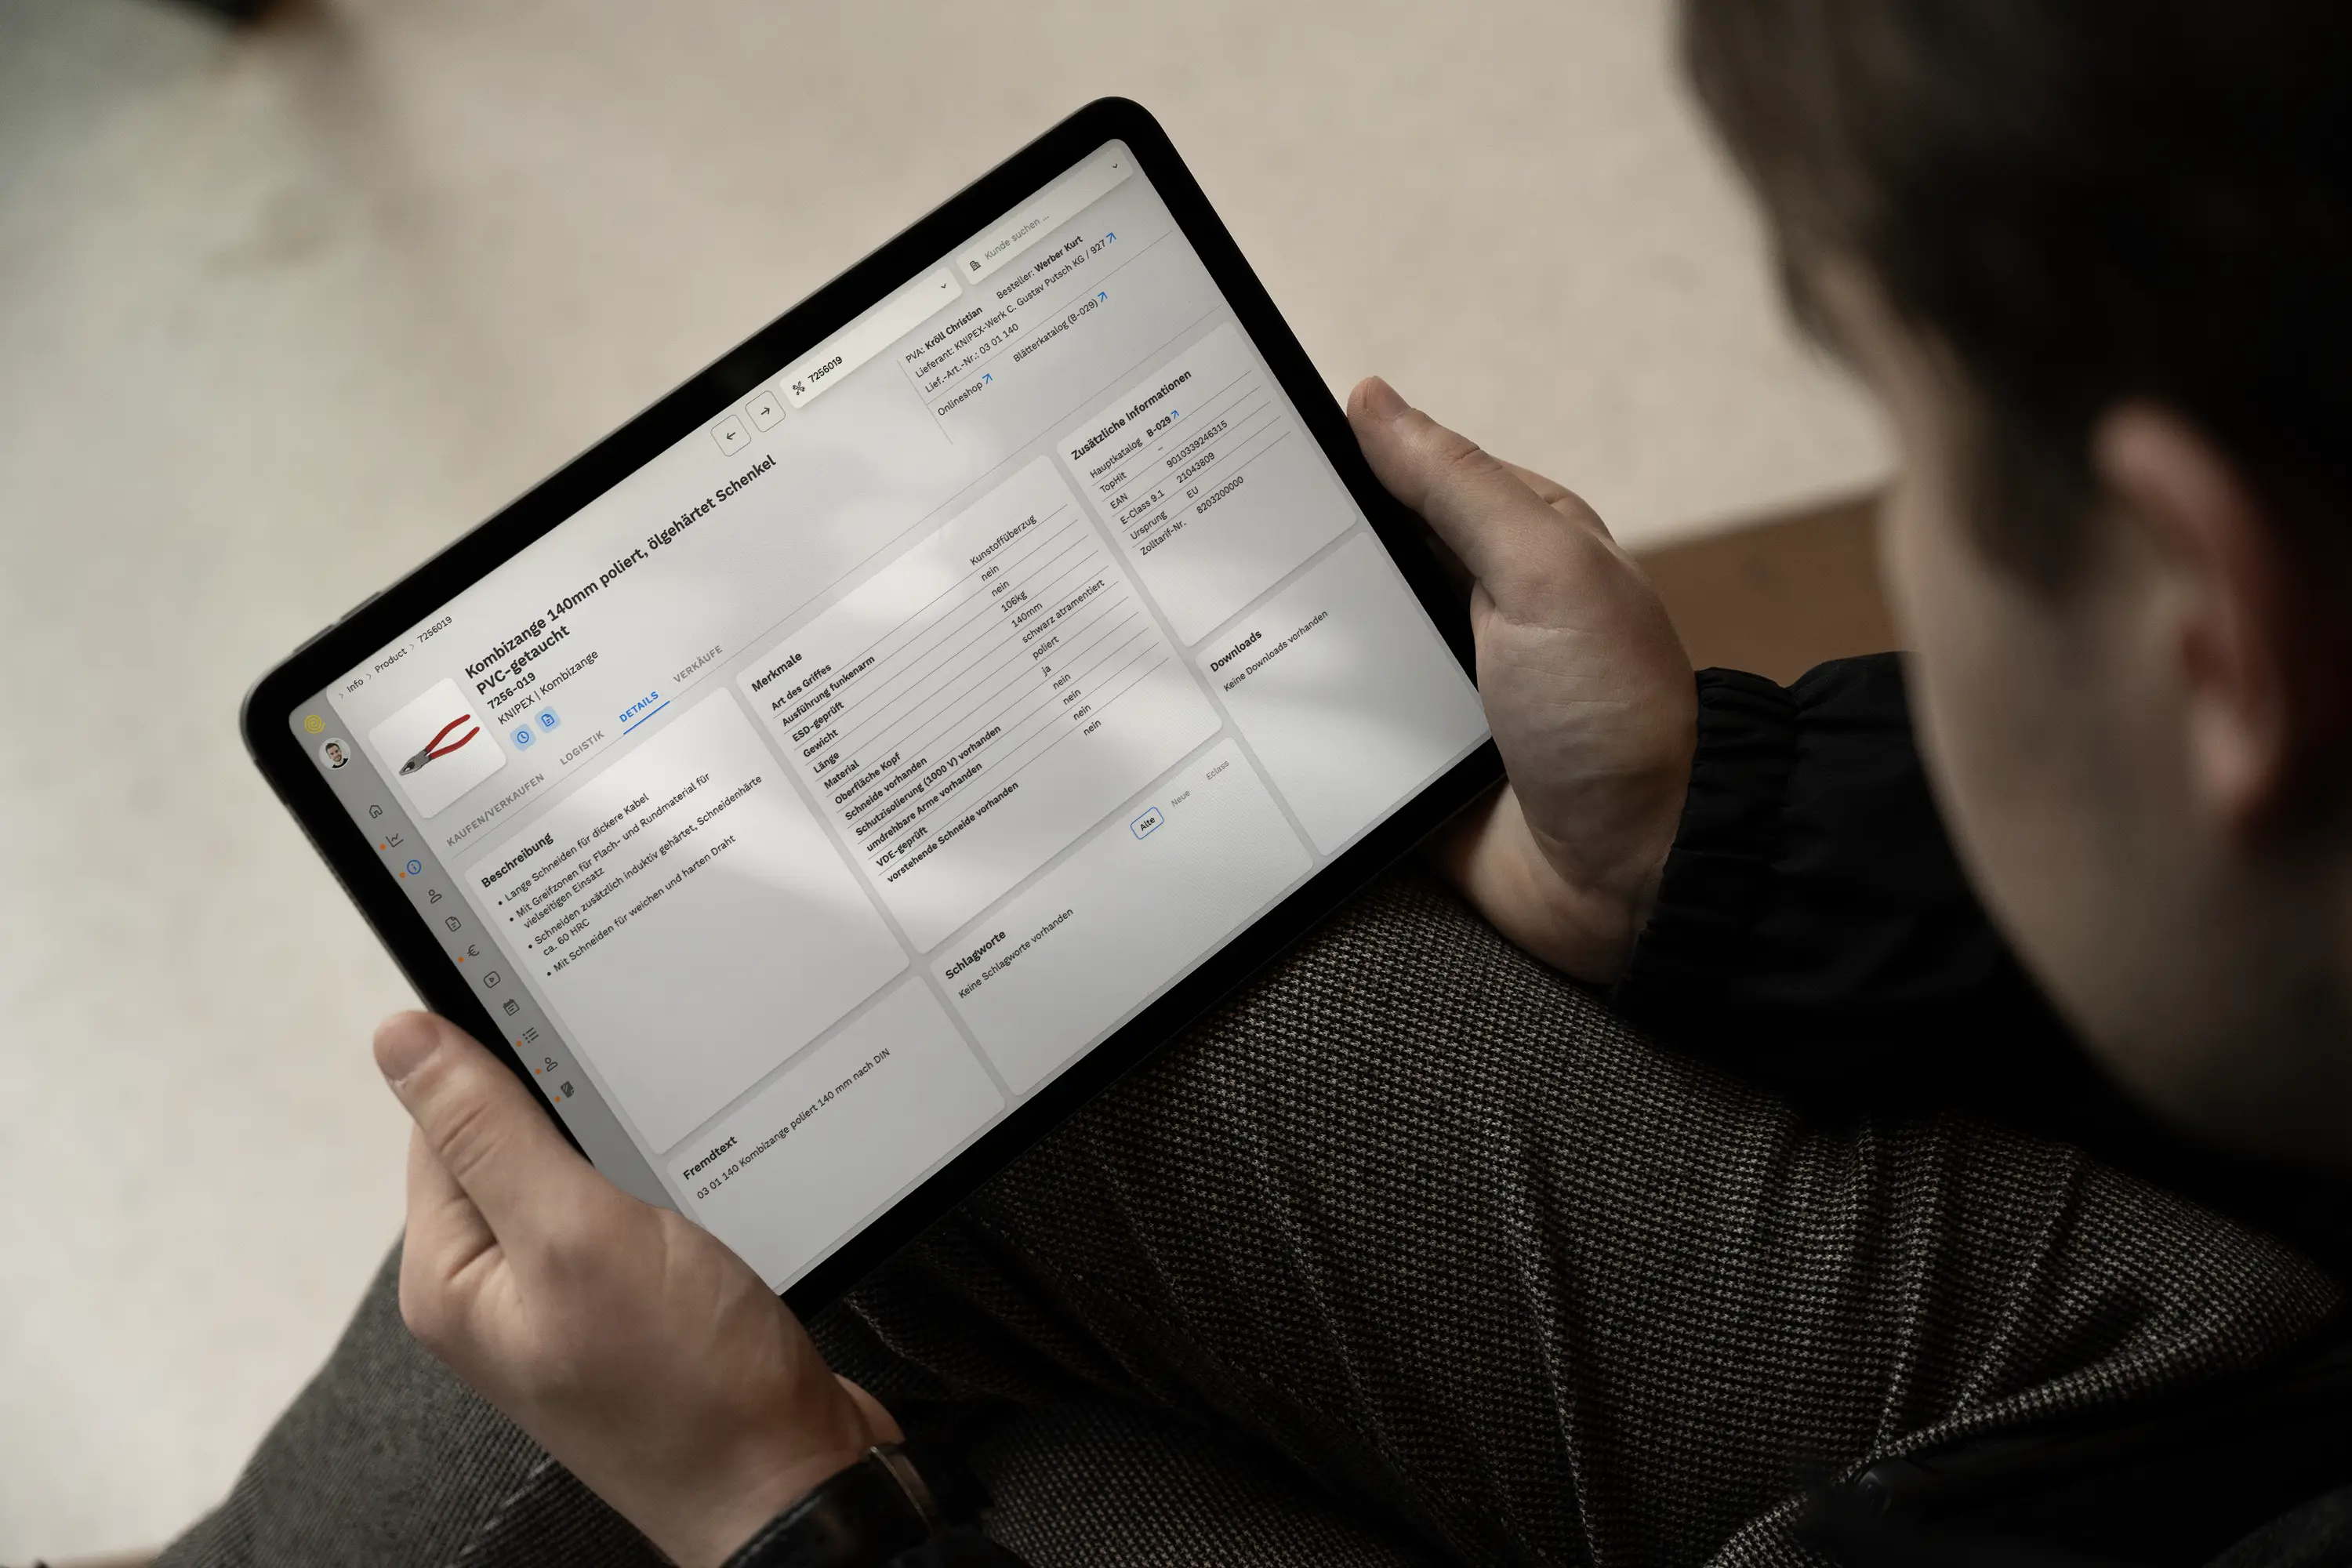 Info > Product > 7256019
7256019
Kunde suchen ...
Kombizange 140mm poliert, ölgehärtet Schenkel
PVC-getaucht
7256-019
KNIPEX | Kombizange
PVA: Kröll Christian Besteller: Werber Kurt
Lieferant: KNIPEX-Werk C. Gustav Putsch KG / 927
Lief.-Art.-Nr.: 03 01 140
Onlineshop Blätterkatalog (B-029)
KAUFEN/VERKAUFEN LOGISTIK DETAILS VERKÄUFE
Beschreibung
• Lange Schneiden für dickere Kabel
• Mit Greifzonen für Flach- und Rundmaterial für
vielseitigen Einsatz
• Schneiden zusätzlich induktiv gehärtet, Schneidenhärte
ca. 60 HRC
• Mit Schneiden für weichen und harten Draht
Merkmale
Art des Griffes Kunstoffüberzug
Ausführung funkenarm nein
ESD-geprüft nein
Gewicht 106kg
Länge 140mm
Material schwarz atramentiert
Oberfläche Kopf poliert
Schneide vorhanden ja
Schutzisolierung (1000 V) vorhanden nein
umdrehbare Arme vorhanden nein
VDE-geprüft nein
vorstehende Schneide vorhanden nein
Zusätzliche Informationen
Hauptkatalog B-029
TopHit –
EAN 9010339246315
E-Class 9.1 21043809
Ursprung EU
Zolltarif-Nr. 8203200000
Fremdtext
03 01 140 Kombizange poliert 140 mm nach DIN
Schlagworte
Alte Neue Eclass
Keine Schlagworte vorhanden
Downloads
Keine Downloads vorhanden